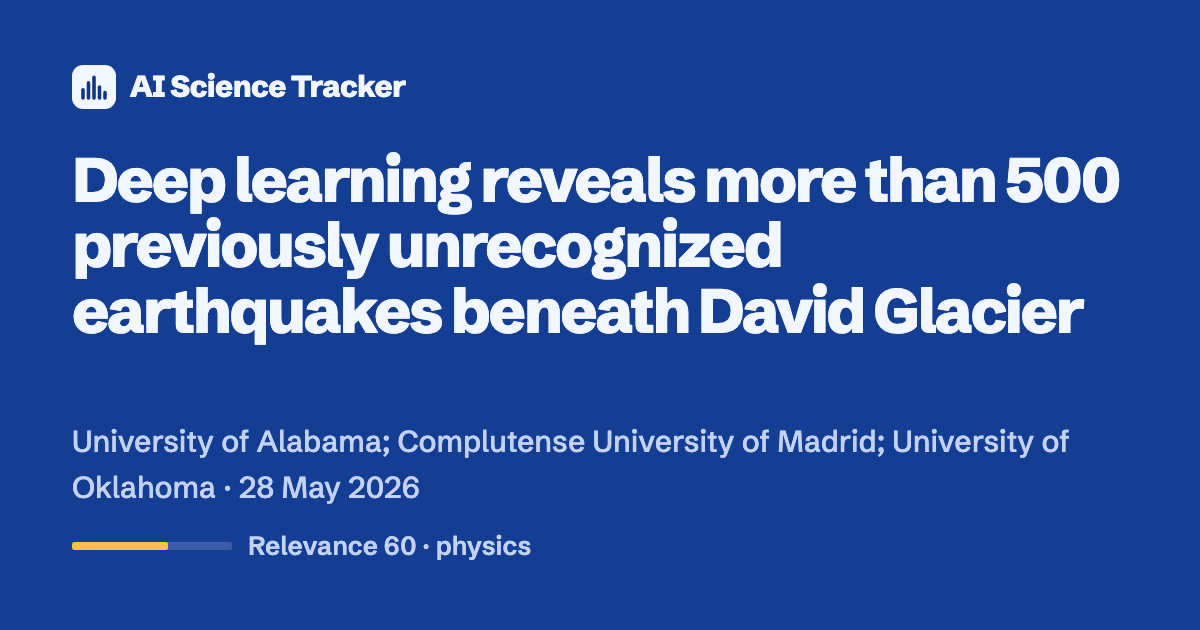 AI Science Tracker
Deep learning reveals more than 500
previously unrecognized
earthquakes beneath David Glacier
University of Alabama; Complutense University of Madrid; University of
Oklahoma · 28 May 2026
Relevance 60 · physics